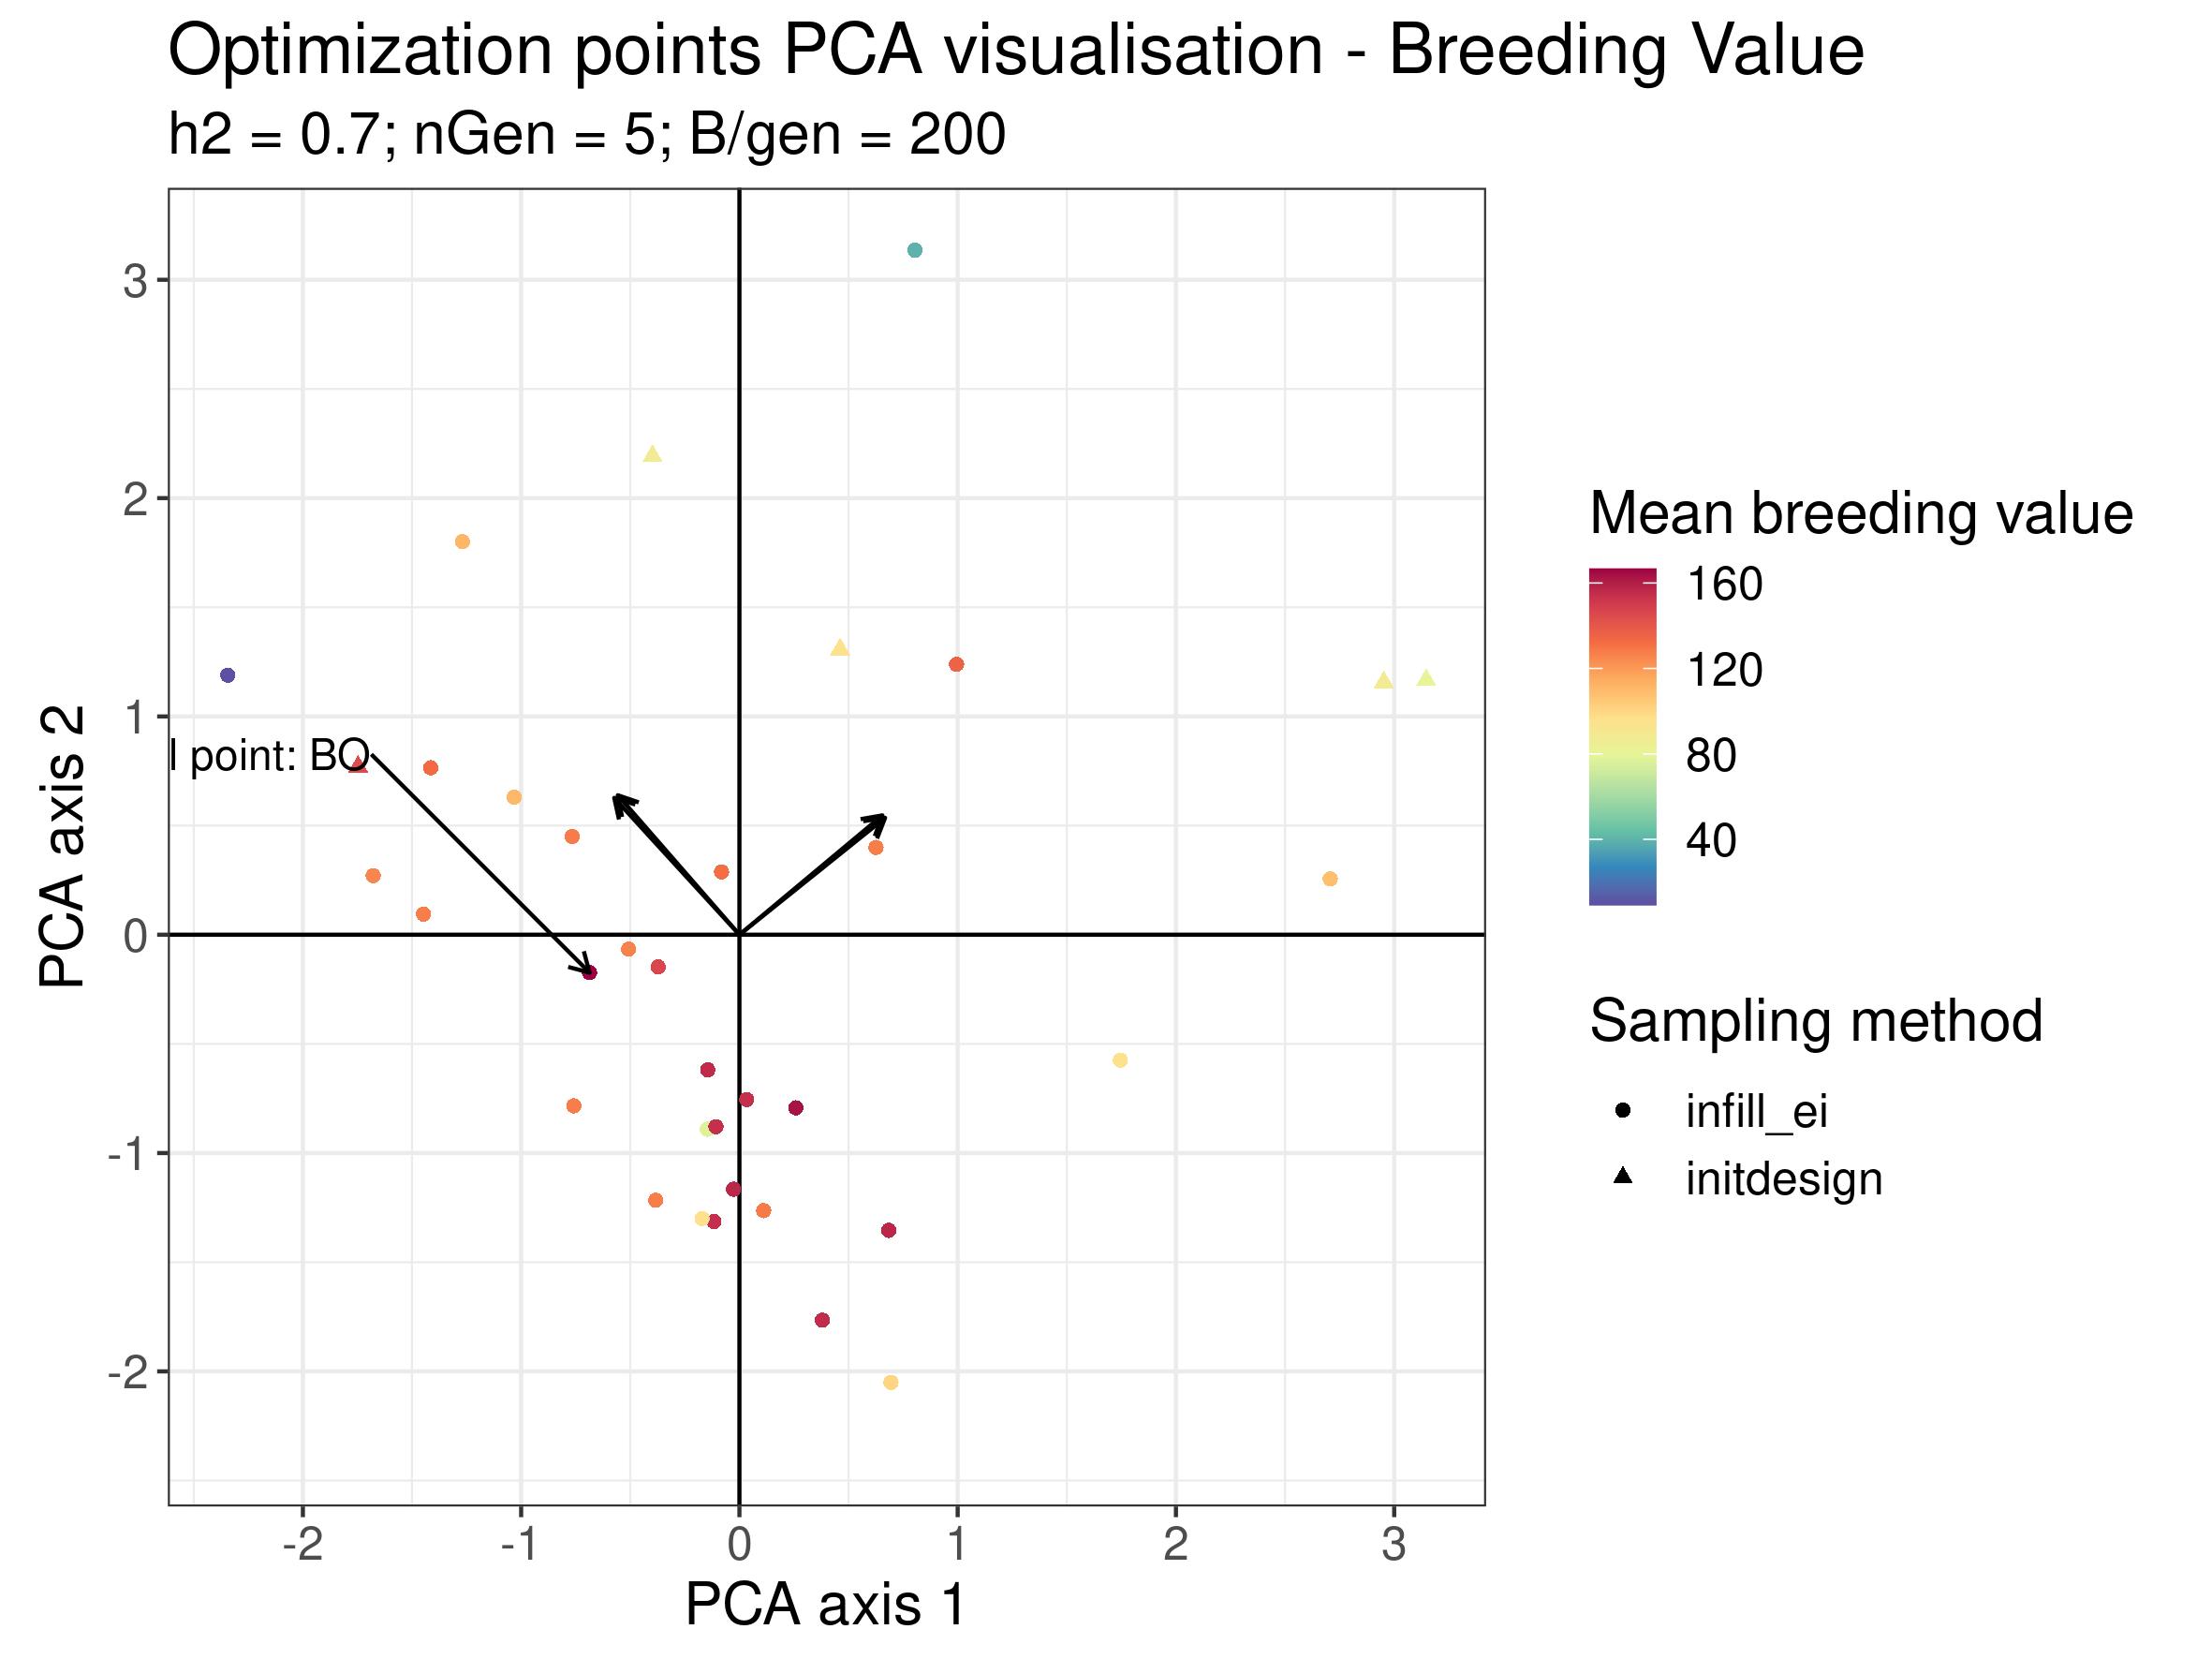 Optimization points PCA visualisation - Breeding Value
h2 = 0.7; nGen = 5; B/gen = 200
3
2
1
0
-1
-2
PCA axis 2
l point: BO
-2
-1
0
1
2
3
PCA axis 1
Mean breeding value
160
120
80
40
Sampling method
infill_ei
initdesign